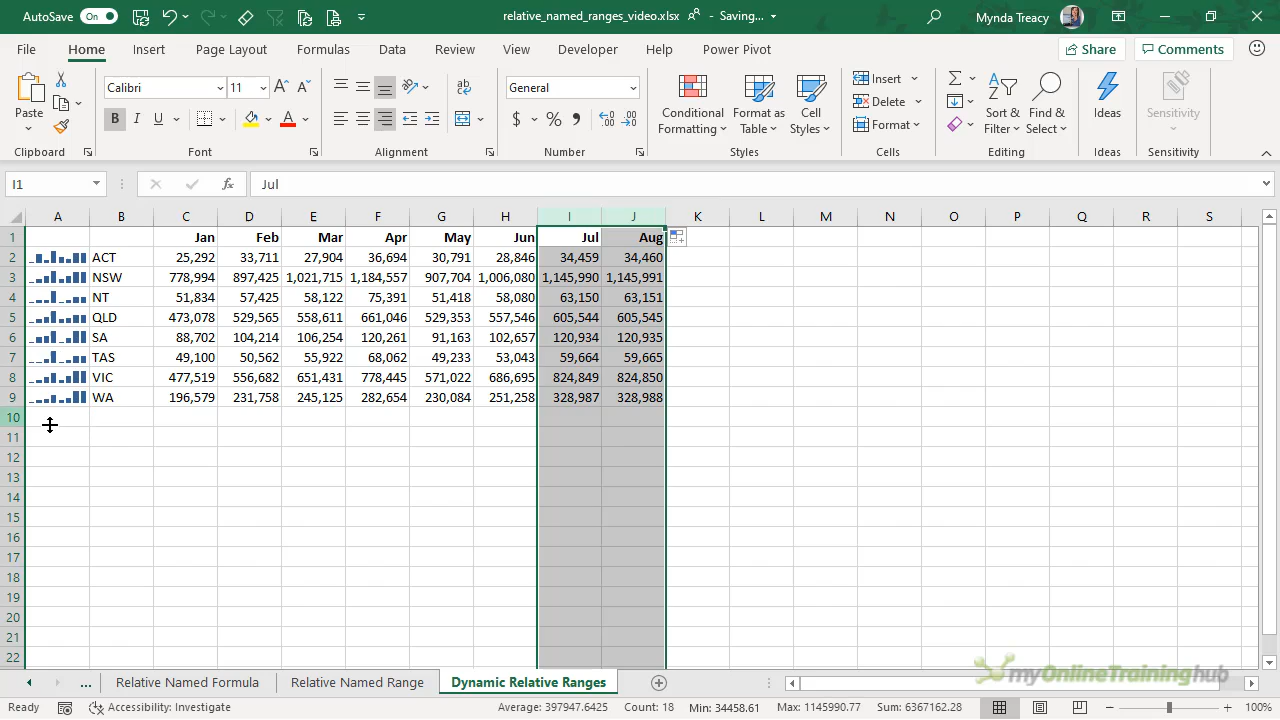 AutoSave On relative_named_ranges_video.xlsx - Saving... Mynda Treacy
File Home Insert Page Layout Formulas Data Review View Developer Help Power Pivot Share Comments
Calibri 11 General Insert
Paste B I U A $ % Conditional Formatting Format as Table Cell Styles Delete Sort & Filter Find & Select Ideas Sensitivity
Format
Clipboard Font Alignment Number Styles Cells Editing Ideas Sensitivity
I1 fx Jul
A B C D E F G H I J K L M N O P Q R S
1 Jan Feb Mar Apr May Jun Jul Aug
2 ACT 25,292 33,711 27,904 36,694 30,791 28,846 34,459 34,460
3 NSW 778,994 897,425 1,021,715 1,184,557 907,704 1,006,080 1,145,990 1,145,991
4 NT 51,834 57,425 58,122 75,391 51,418 58,080 63,150 63,151
5 QLD 473,078 529,565 558,611 661,046 529,353 557,546 605,544 605,545
6 SA 88,702 104,214 106,254 120,261 91,163 102,657 120,934 120,935
7 TAS 49,100 50,562 55,922 68,062 49,233 53,043 59,664 59,665
8 VIC 477,519 556,682 651,431 778,445 571,022 686,695 824,849 824,850
9 WA 196,579 231,758 245,125 282,654 230,084 251,258 328,987 328,988
10
11
12
13
14
15
16
17
18
19
20
21
22
myOnlineTraininghub
... Relative Named Formula Relative Named Range Dynamic Relative Ranges
Ready Accessibility: Investigate Average: 397947.6425 Count: 18 Min: 34458.61 Max: 1145990.77 Sum: 6367162.28 100%